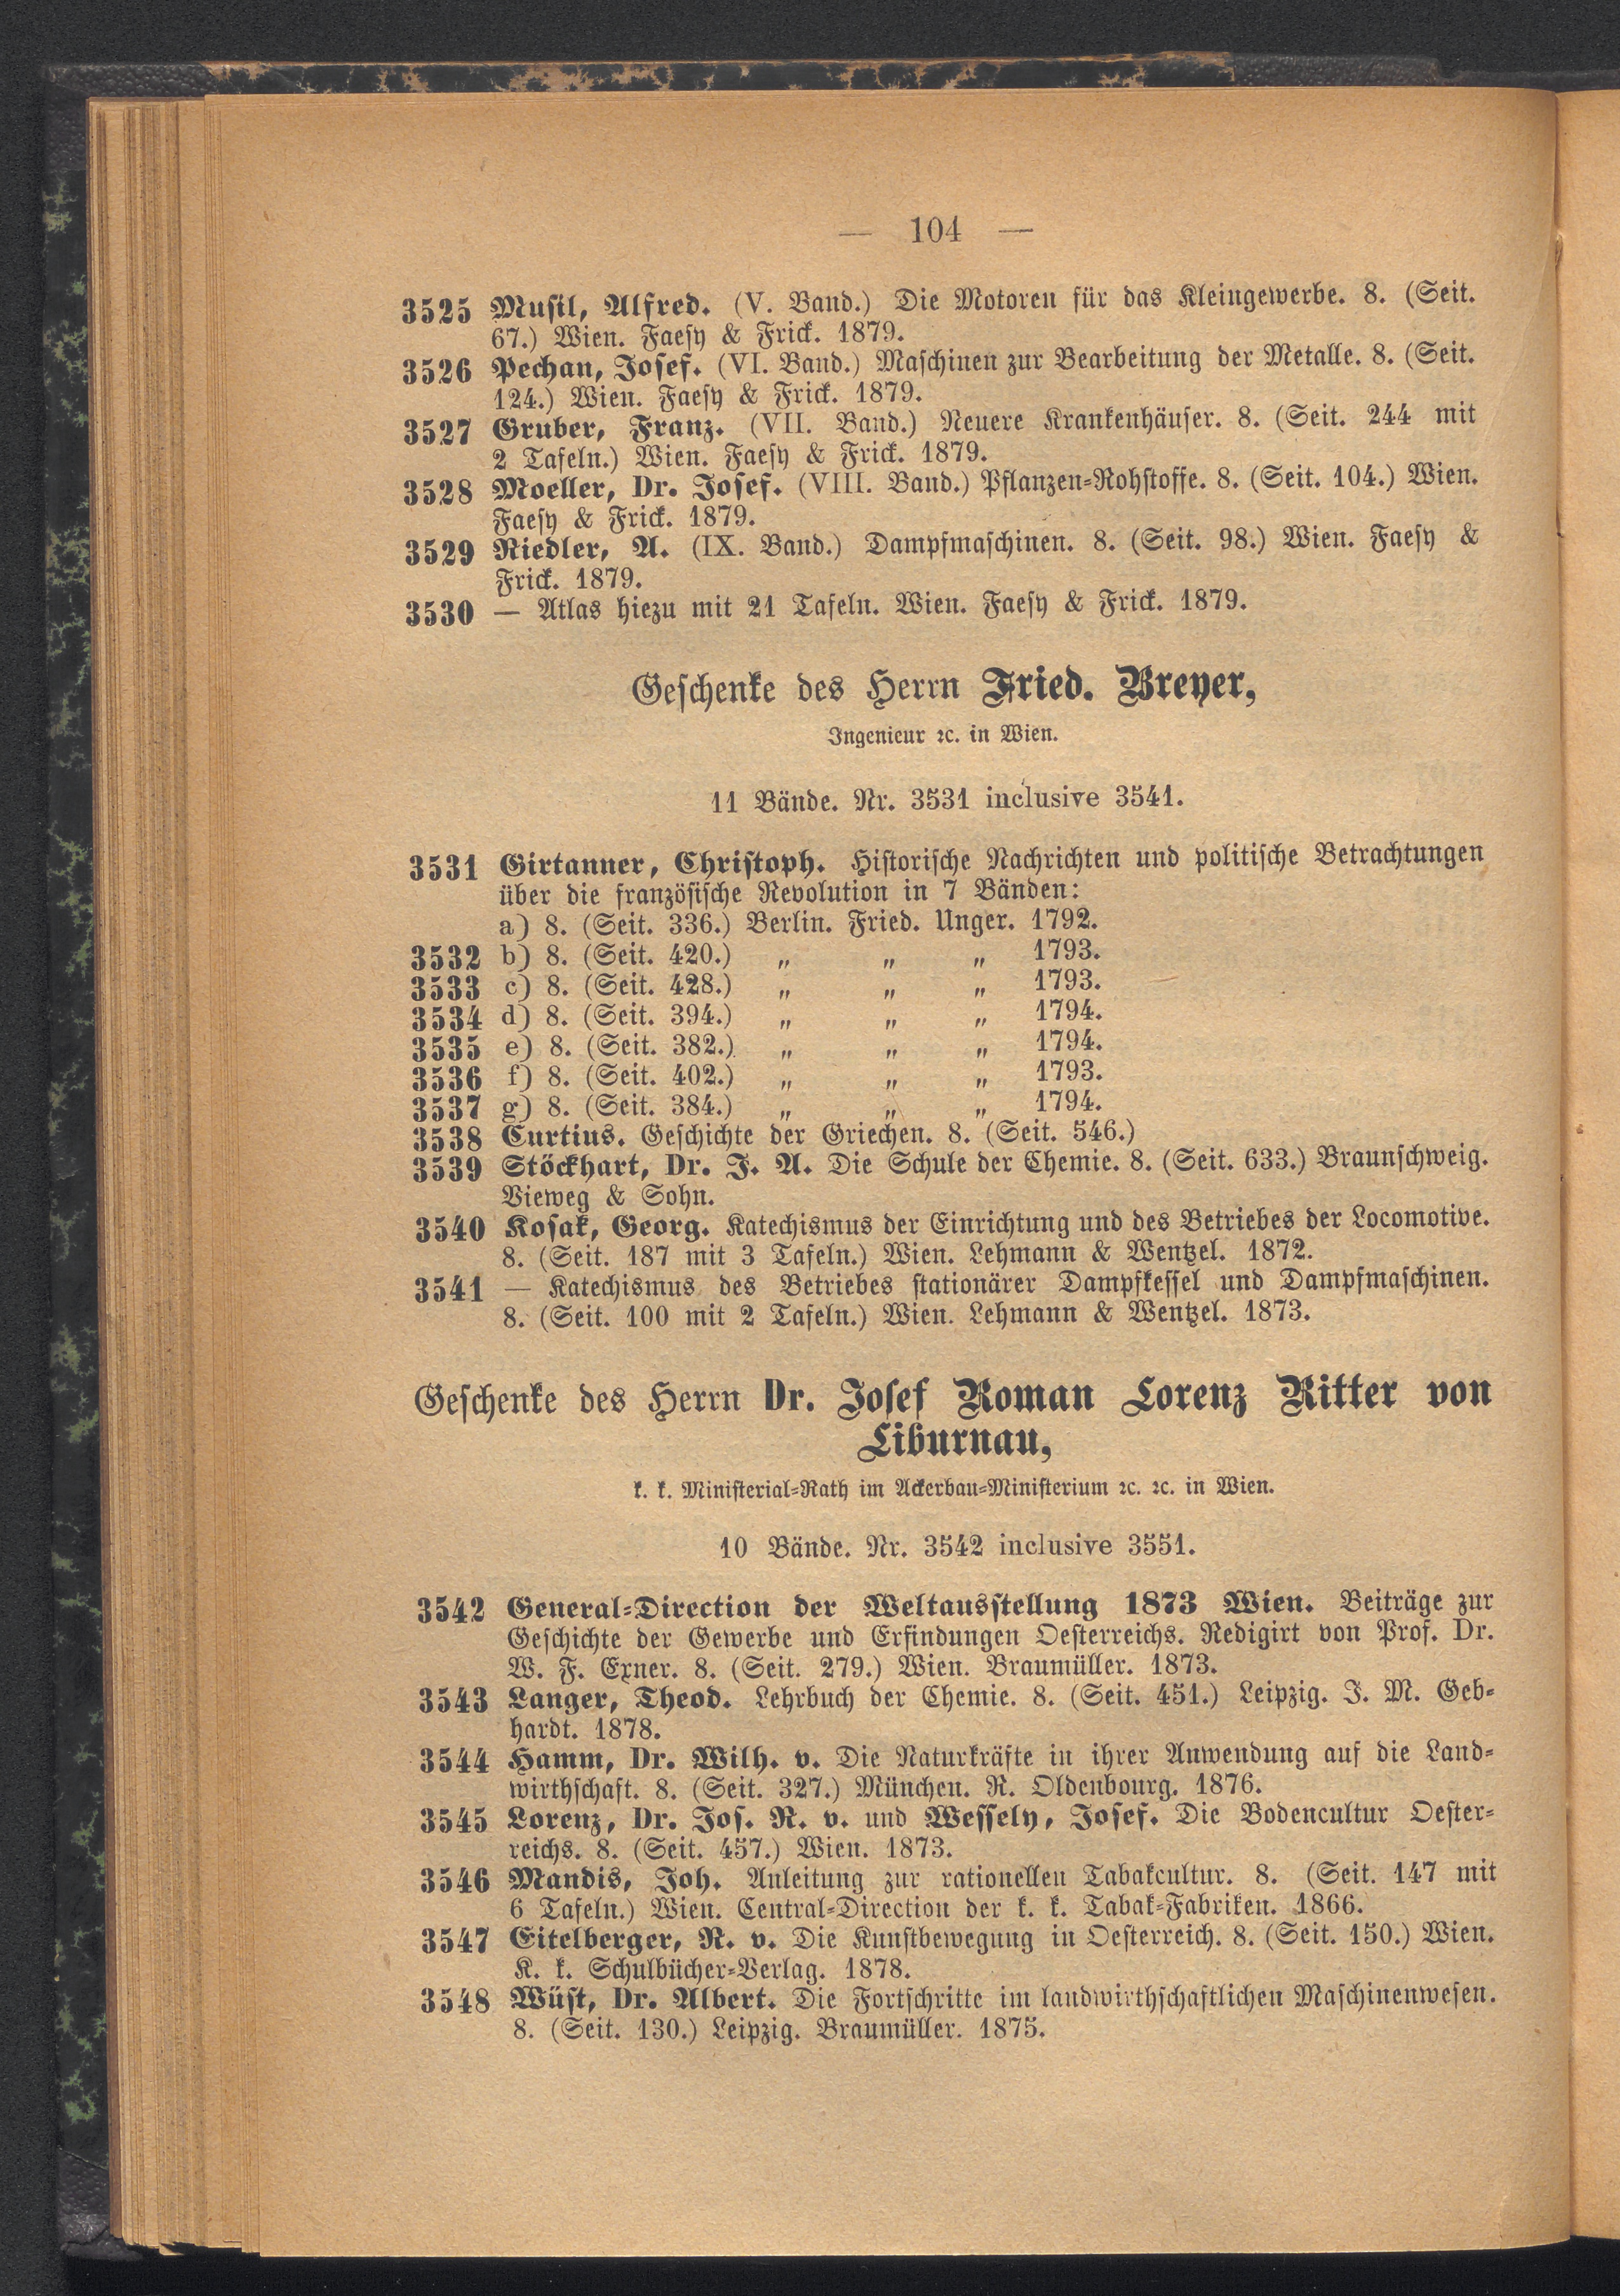 — 104 —
3525 Musil, Alfred. (V. Band.) Die Motoren für das Kleingewerbe. 8. (Seit.
67.) Wien. Faesy & Frick. 1879.
3526 Pechan, Josef. (VI. Band.) Maschinen zur Bearbeitung der Metalle. 8. (Seit.
124.) Wien. Faesy & Frick. 1879.
3527 Gruber, Franz. (VII. Band.) Neuere Krankenhäuser. 8. (Seit. 244 mit
2 Tafeln.) Wien. Faesy & Frick. 1879.
3528 Moeller, Dr. Josef. (VIII. Band.) Pflanzen-Rohstoffe. 8. (Seit. 104.) Wien.
Faesy & Frick. 1879.
3529 Riedler, A. (IX. Band.) Dampfmaschinen. 8. (Seit. 98.) Wien. Faesy &
Frick. 1879.
3530 — Atlas hiezu mit 21 Tafeln. Wien. Faesy & Frick. 1879.
Geschenke des Herrn Fried. Breyer,
Ingenieur ꝛc. in Wien.
11 Bände. Nr. 3531 inclusive 3541.
3531 Girtanner, Christoph. Historische Nachrichten und politische Betrachtungen
über die französische Revolution in 7 Bänden:
a) 8. (Seit. 336.) Berlin. Fried. Unger. 1792.
3532 b) 8. (Seit. 420.) „ „ „ 1793.
3533 c) 8. (Seit. 428.) „ „ „ 1793.
3534 d) 8. (Seit. 394.) „ „ „ 1794.
3535 e) 8. (Seit. 382.) „ „ „ 1794.
3536 f) 8. (Seit. 402.) „ „ „ 1793.
3537 g) 8. (Seit. 384.) „ „ „ 1794.
3538 Curtius. Geschichte der Griechen. 8. (Seit. 546.)
3539 Stöckhart, Dr. J. A. Die Schule der Chemie. 8. (Seit. 633.) Braunschweig.
Vieweg & Sohn.
3540 Kosak, Georg. Katechismus der Einrichtung und des Betriebes der Locomotive.
8. (Seit. 187 mit 3 Tafeln.) Wien. Lehmann & Wentzel. 1872.
3541 — Katechismus des Betriebes stationärer Dampfkessel und Dampfmaschinen.
8. (Seit. 100 mit 2 Tafeln.) Wien. Lehmann & Wentzel. 1873.
Geschenke des Herrn Dr. Josef Roman Lorenz Ritter von
Liburnau,
k. k. Ministerial-Rath im Ackerbau-Ministerium ꝛc. ꝛc. in Wien.
10 Bände. Nr. 3542 inclusive 3551.
3542 General-Direction der Weltausstellung 1873 Wien. Beiträge zur
Geschichte der Gewerbe und Erfindungen Oesterreichs. Redigirt von Prof. Dr.
W. F. Exner. 8. (Seit. 279.) Wien. Braumüller. 1873.
3543 Langer, Theod. Lehrbuch der Chemie. 8. (Seit. 451.) Leipzig. J. M. Geb-
hardt. 1878.
3544 Hamm, Dr. Wilh. v. Die Naturkräfte in ihrer Anwendung auf die Land-
wirthschaft. 8. (Seit. 327.) München. R. Oldenbourg. 1876.
3545 Lorenz, Dr. Jos. R. v. und Wessely, Josef. Die Bodencultur Oester-
reichs. 8. (Seit. 457.) Wien. 1873.
3546 Mandis, Joh. Anleitung zur rationellen Tabakcultur. 8. (Seit. 147 mit
6 Tafeln.) Wien. Central-Direction der k. k. Tabak-Fabriken. 1866.
3547 Eitelberger, R. v. Die Kunstbewegung in Oesterreich. 8. (Seit. 150.) Wien.
K. k. Schulbücher-Verlag. 1878.
3548 Wüst, Dr. Albert. Die Fortschritte im landwirthschaftlichen Maschinenwesen.
8. (Seit. 130.) Leipzig. Braumüller. 1875.